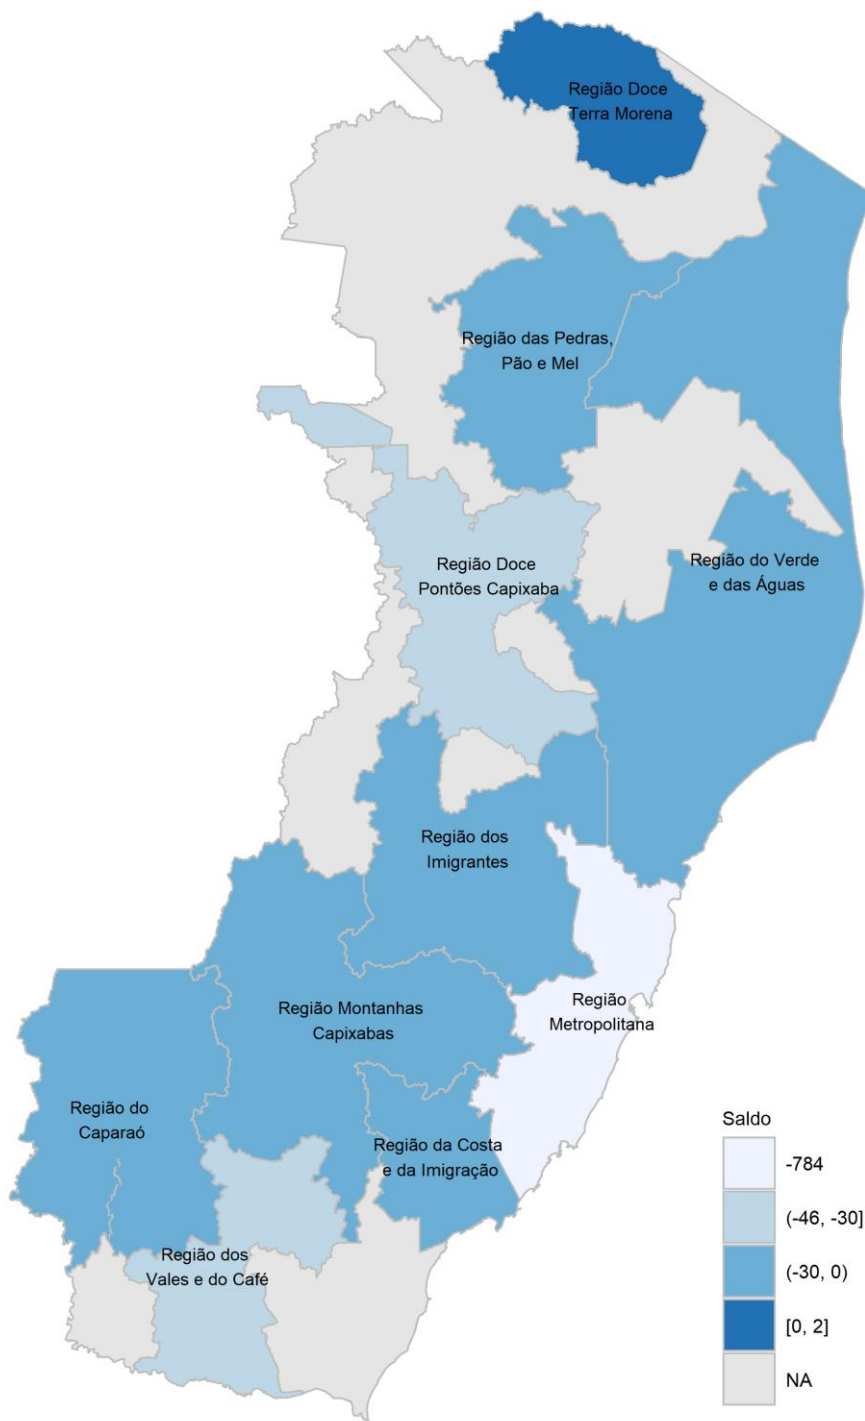 Região Doce
Terra Morena
Região das Pedras,
Pão e Mel
Região Doce
Pontões Capixaba
Região do Verde
e das Águas
Região dos
Imigrantes
Região Montanhas
Capixabas
Região
Metropolitana
Região do
Caparaó
Região da Costa
e da Imigração
Região dos
Vales e do Café
Saldo
-784
(-46, -30]
(-30, 0)
[0, 2]
NA